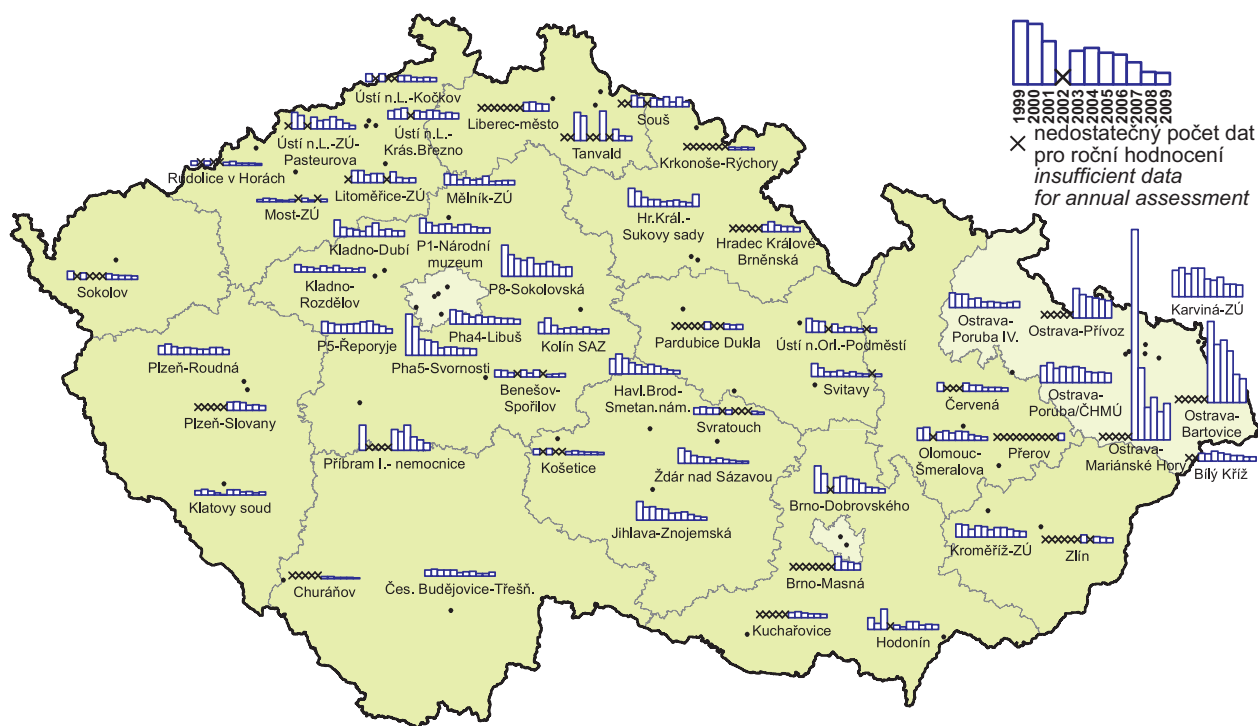 1999
2000
2001
2002
2003
2004
2005
2006
2007
2008
2009
nedostatečný počet dat
pro roční hodnocení
insufficient data
for annual assessment
Ústí n.L.-Kočkov
Ústí n.L.-
Krás.Březno
Ústí n.L.-ZÚ-
Pasteurova
Liberec-město
Souš
Tanvald
Krkonoše-Rýchory
Rudolice v Horách
Litoměřice-ZÚ
Mělník-ZÚ
Most-ZÚ
Hr.Král.-
Sukovy sady
Kladno-Dubí
P1-Národní
muzeum
Hradec Králové-
Brněnská
Sokolov
Kladno-
Rozdělov
P8-Sokolovská
Karviná-ZÚ
Ostrava-
Poruba IV.
Ostrava-Přívoz
P5-Řeporyje
Pha4-Libuš
Kolín SAZ
Pardubice Dukla
Ústí n.Orl.-Podměstí
Plzeň-Roudná
Pha5-Svornosti
Benešov-
Spořilov
Havl.Brod-
Smetan.nám.
Svitavy
Červená
Ostrava-
Poruba/ČHMÚ
Ostrava-
Bartovice
Plzeň-Slovany
Svratouch
Příbram I.- nemocnice
Košetice
Olomouc-
Šmeralova
Přerov
Ostrava-
Mariánské Hory
Bílý Kříž
Žďár nad Sázavou
Klatovy soud
Jihlava-Znojemská
Brno-Dobrovského
Kroměříž-ZÚ
Zlín
Churáňov
Čes. Budějovice-Třešň.
Brno-Masná
Kuchařovice
Hodonín